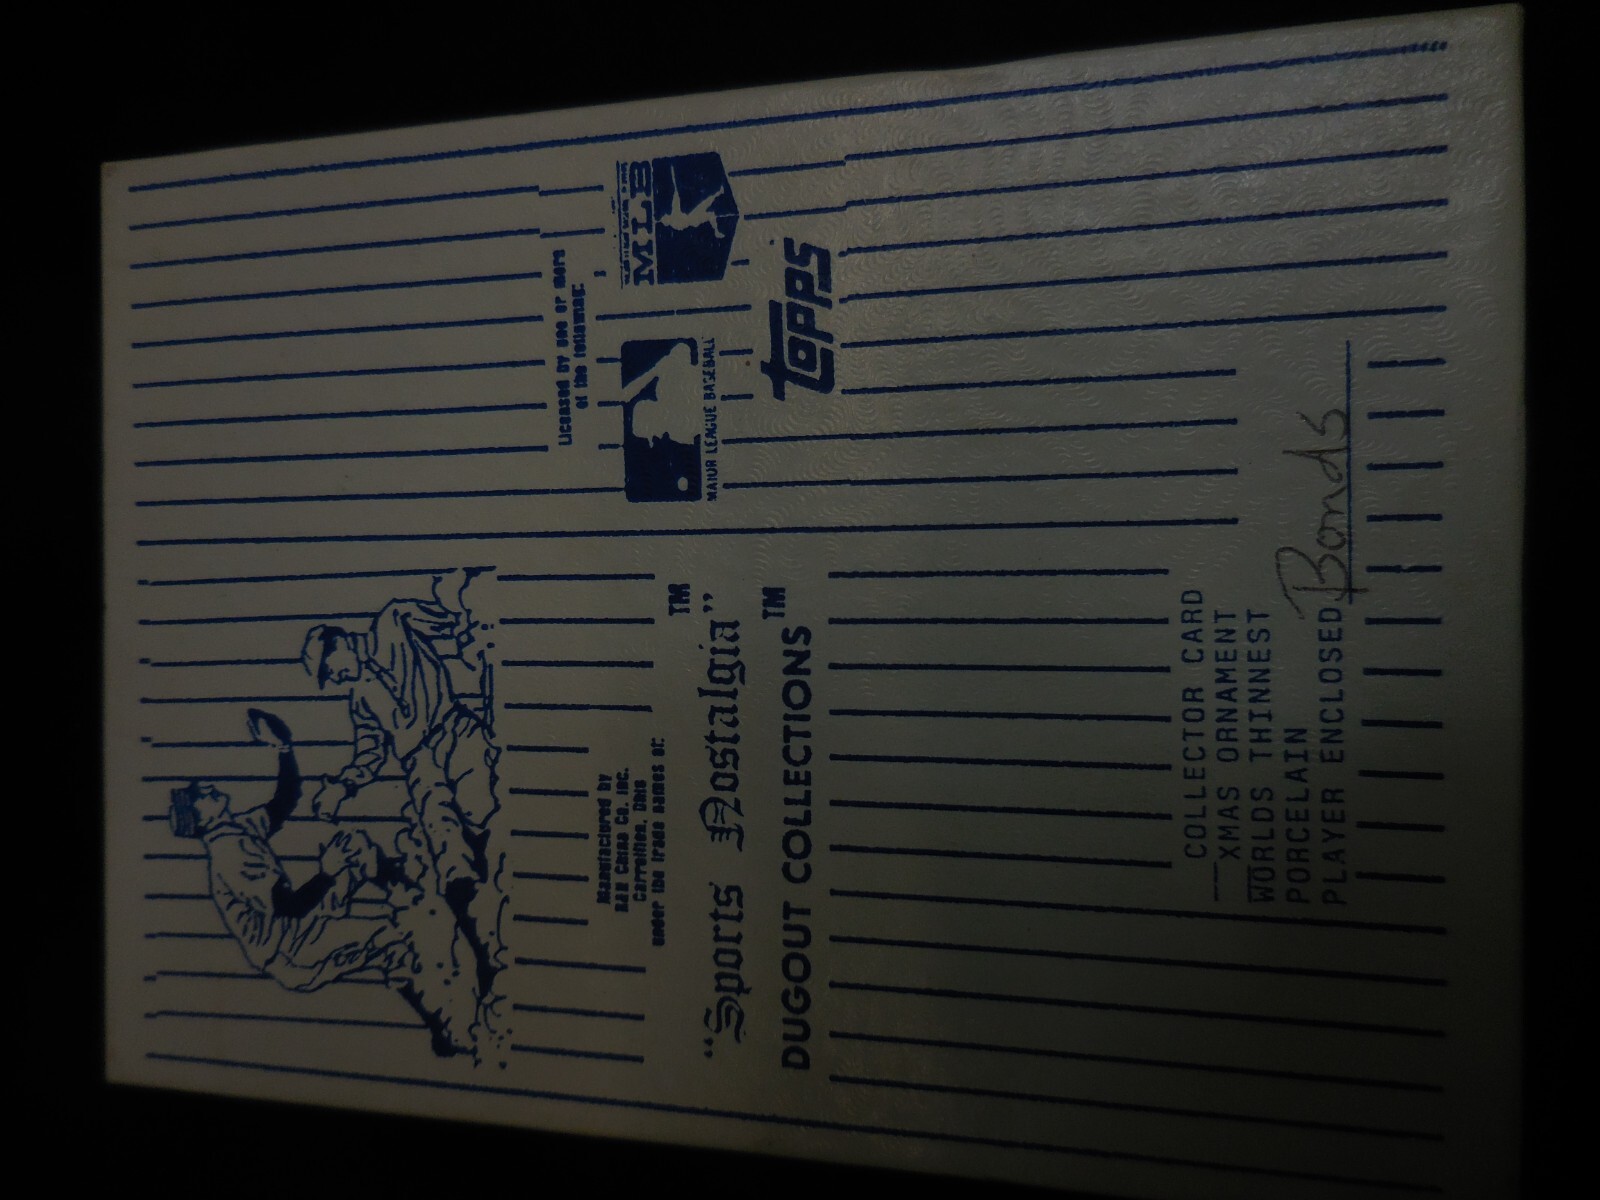 Licensed by one or more
of the following:
MLB
MAJOR LEAGUE BASEBALL
TOPPS
Manufactured by
R&N China Co. Inc.
Carrollton, Ohio
under the trade names of:
"Sports Nostalgia"™
DUGOUT COLLECTIONS™
COLLECTOR CARD
XMAS ORNAMENT
WORLDS THINNEST
PORCELAIN
PLAYER ENCLOSED Bonds